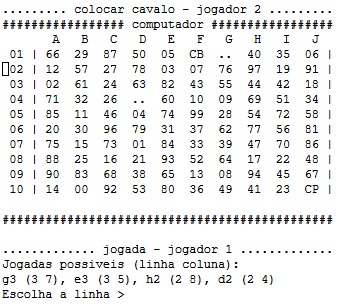 ......... colocar cavalo - jogador 2 .........
################# computador #################
A B C D E F G H I J
01 | 66 29 87 50 05 CB .. 40 35 06 |
02 | 12 57 27 78 03 07 76 97 19 91 |
03 | 02 61 24 63 82 43 55 44 42 18 |
04 | 71 32 26 .. 60 10 09 69 51 34 |
05 | 85 11 46 04 74 99 28 54 72 58 |
06 | 20 30 96 79 31 37 62 77 56 81 |
07 | 75 15 73 01 84 33 39 47 70 86 |
08 | 88 25 16 21 93 52 64 17 22 48 |
09 | 90 83 68 38 65 13 08 94 45 67 |
10 | 14 00 92 53 80 36 49 41 23 CP |
##############################################
............. jogada - jogador 1 .............
Jogadas possiveis (linha coluna):
g3 (3 7), e3 (3 5), h2 (2 8), d2 (2 4)
Escolha a linha >